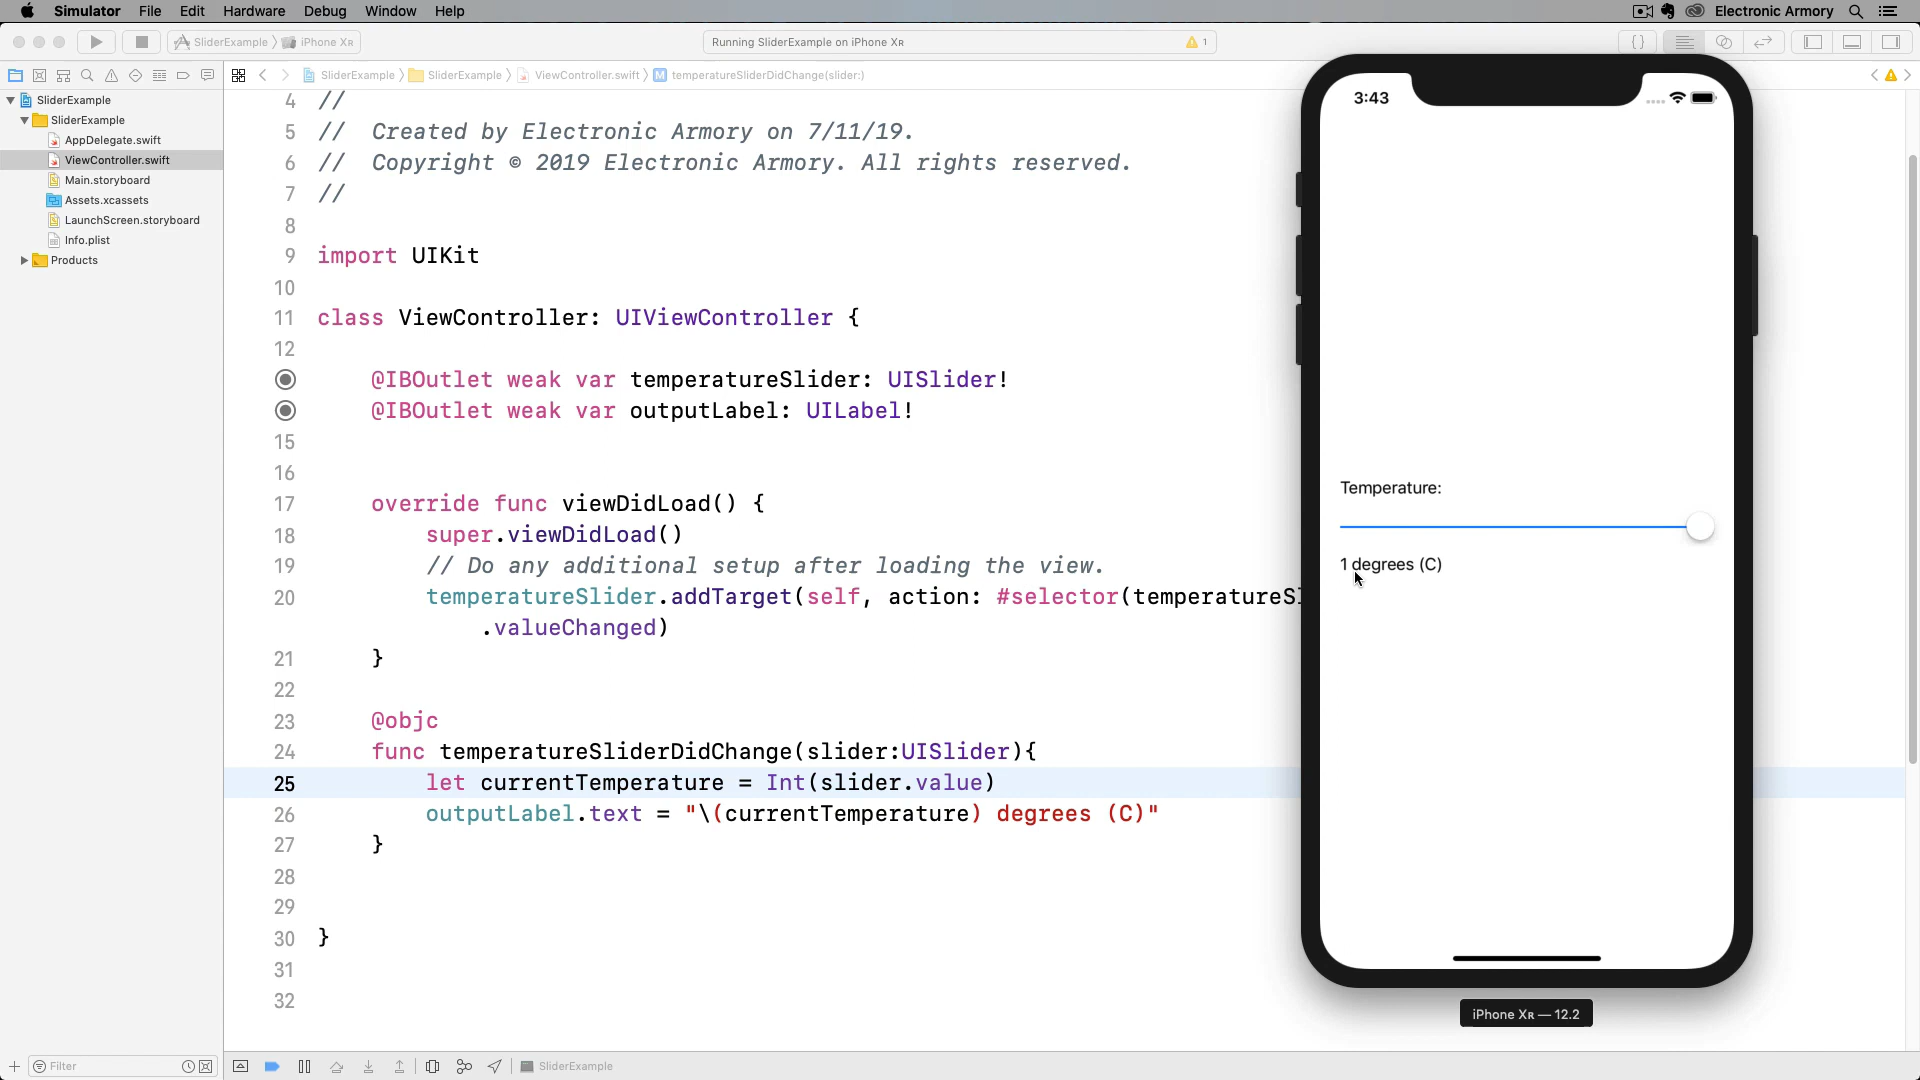 Simulator File Edit Hardware Debug Window Help Electronic Armory
SliderExample iPhone Xʀ Running SliderExample on iPhone Xʀ 1
SliderExample SliderExample ViewController.swift M temperatureSliderDidChange(slider:)
SliderExample
SliderExample
AppDelegate.swift
ViewController.swift
Main.storyboard
Assets.xcassets
LaunchScreen.storyboard
Info.plist
Products
4 //
5 // Created by Electronic Armory on 7/11/19.
6 // Copyright © 2019 Electronic Armory. All rights reserved.
7 //
8
9 import UIKit
10
11 class ViewController: UIViewController {
12
@IBOutlet weak var temperatureSlider: UISlider!
@IBOutlet weak var outputLabel: UILabel!
15
16
17 override func viewDidLoad() {
18 super.viewDidLoad()
19 // Do any additional setup after loading the view.
20 temperatureSlider.addTarget(self, action: #selector(temperatureSl
.valueChanged)
21 }
22
23 @objc
24 func temperatureSliderDidChange(slider:UISlider){
25 let currentTemperature = Int(slider.value)
26 outputLabel.text = "\(currentTemperature) degrees (C)"
27 }
28
29
30 }
31
32
3:43
Temperature:
1 degrees (C)
iPhone Xʀ — 12.2
Filter
SliderExample